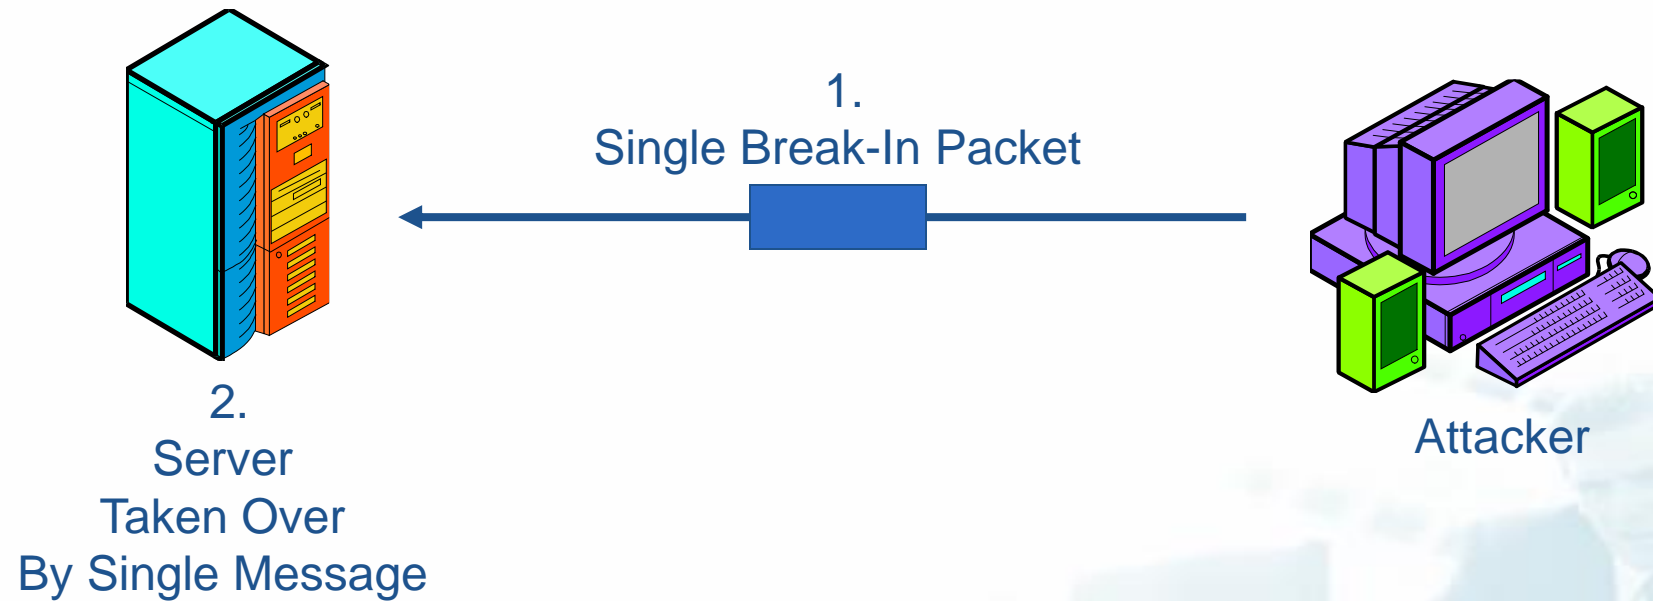 1.
Single Break-In Packet
2.
Server
Taken Over
By Single Message
Attacker